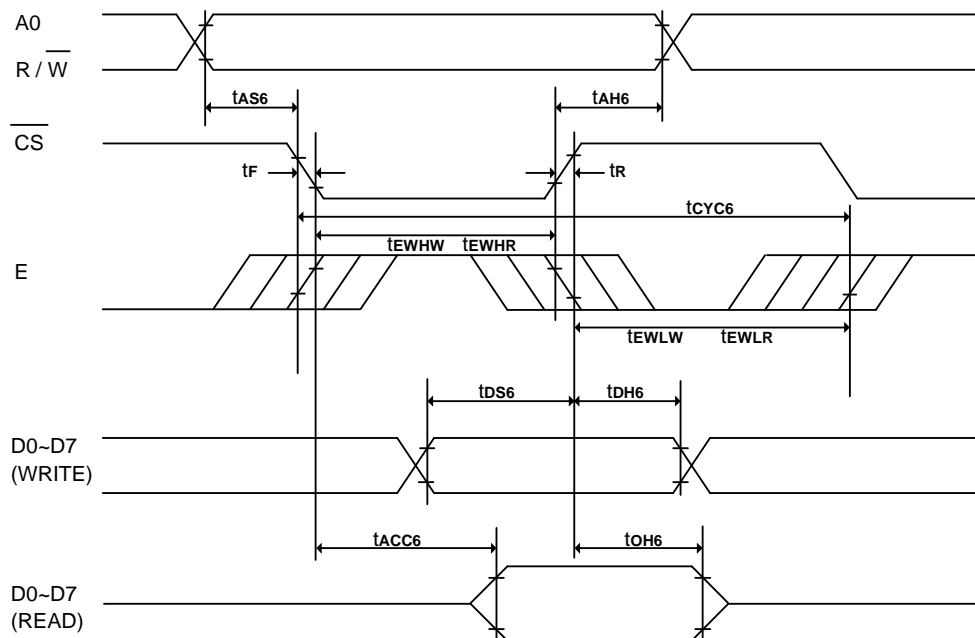 A0
R / W
tAS6 tAH6
CS
tF tR
tCYC6
tEWHW tEWHR
E
tEWLW tEWLR
tDS6 tDH6
D0~D7
(WRITE)
tACC6 tOH6
D0~D7
(READ)